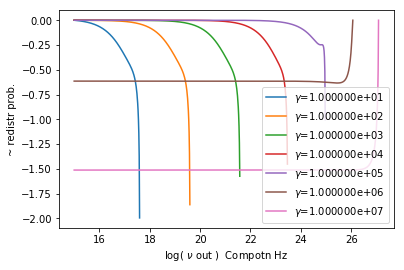 0.00
−0.25
−0.50
−0.75
−1.00
−1.25
−1.50
−1.75
−2.00
~ redistr prob.
γ=1.000000e+01
γ=1.000000e+02
γ=1.000000e+03
γ=1.000000e+04
γ=1.000000e+05
γ=1.000000e+06
γ=1.000000e+07
16 18 20 22 24 26
log( ν out ) Compotn Hz